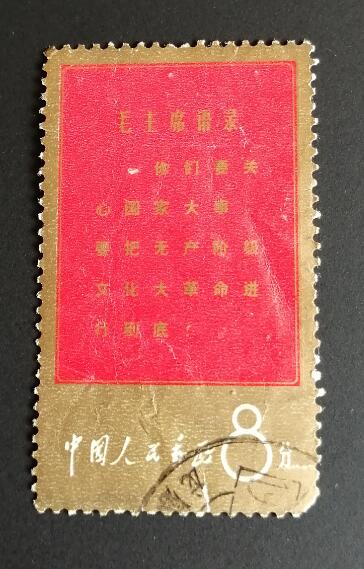 毛主席语录
你们要关
心国家大事
要把无产阶级
文化大革命进
行到底
中国人民邮政8分